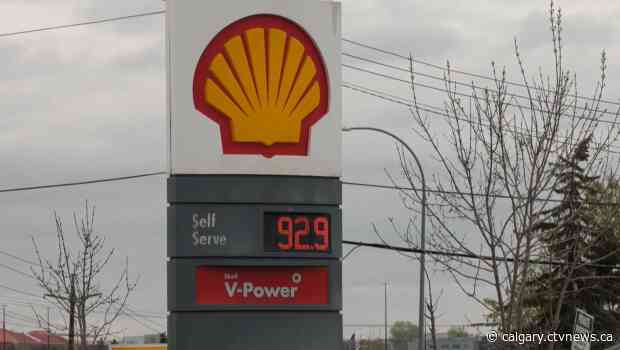 Self
Serve
92.9
Shell
V-Power
calgary.ctvnews.ca